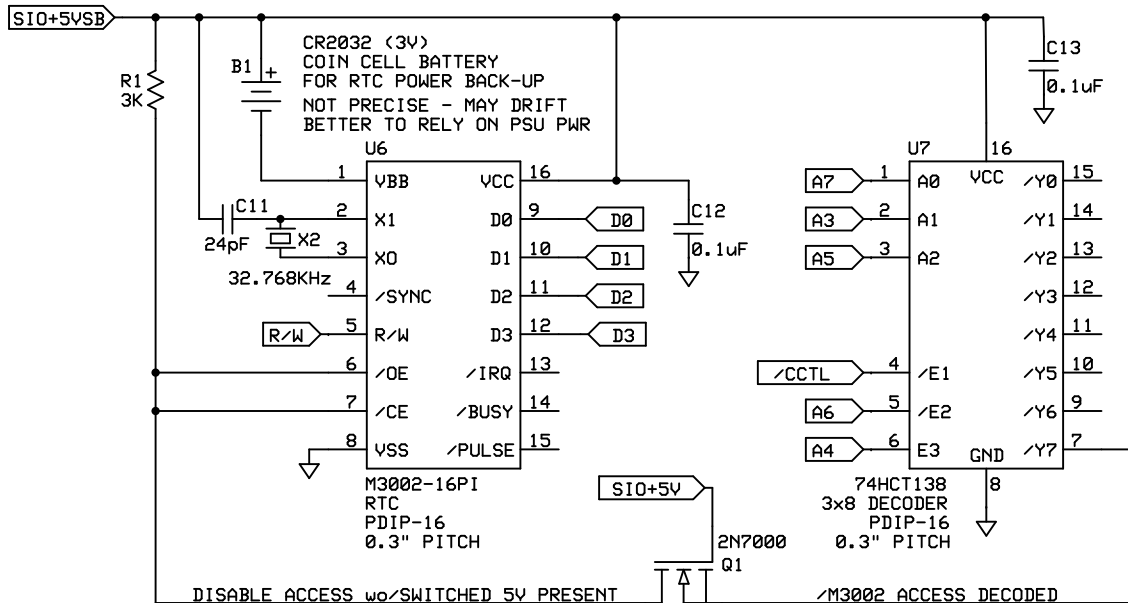 SIO+5VSB
CR2032 (3V)
COIN CELL BATTERY
FOR RTC POWER BACK-UP
NOT PRECISE - MAY DRIFT
BETTER TO RELY ON PSU PWR
B1
+
R1
3K
C13
0.1uF
U6
1
VBB
VCC
16
2
X1
D0
9
D0
3
XO
D1
10
D1
4
/SYNC
D2
11
D2
R/W
5
R/W
D3
12
D3
6
/OE
/IRQ
13
7
/CE
/BUSY
14
8
VSS
/PULSE
15
C11
24pF
X2
32.768KHz
C12
0.1uF
M3002-16PI
RTC
PDIP-16
0.3" PITCH
U7
16
VCC
A7
1
A0
/Y0
15
A3
2
A1
/Y1
14
A5
3
A2
/Y2
13
/Y3
12
/Y4
11
/CCTL
4
/E1
/Y5
10
A6
5
/E2
/Y6
9
A4
6
E3
/Y7
7
GND
8
74HCT138
3x8 DECODER
PDIP-16
0.3" PITCH
SIO+5V
2N7000
Q1
DISABLE ACCESS wo/SWITCHED 5V PRESENT
/M3002 ACCESS DECODED